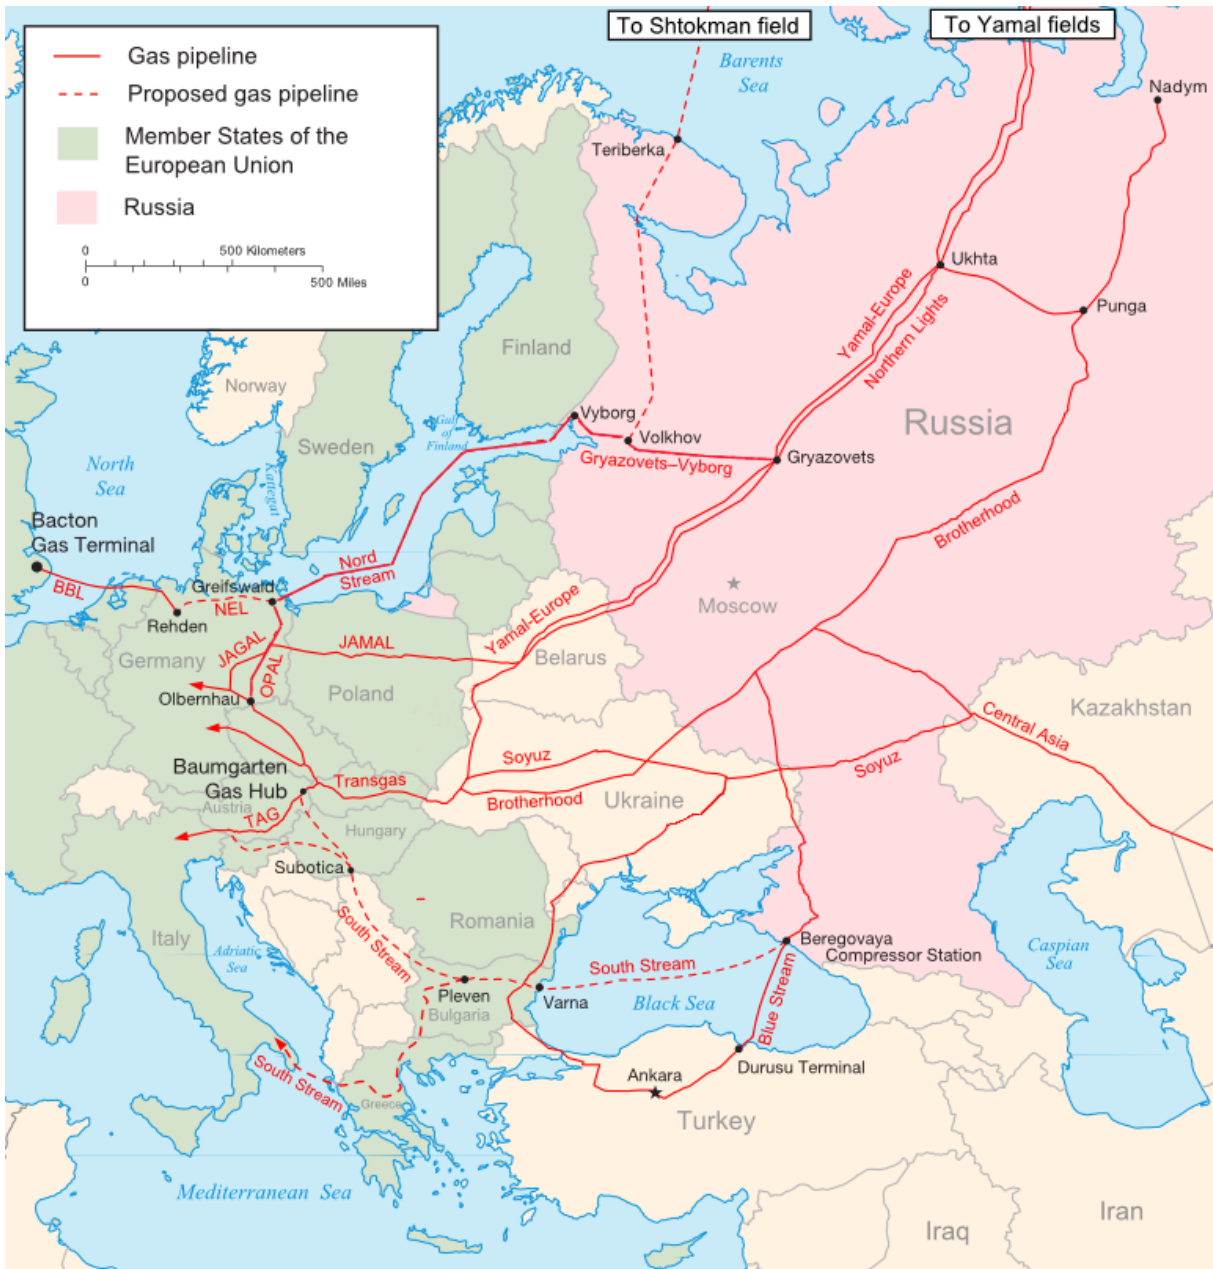 To Shtokman field
To Yamal fields
Gas pipeline
Proposed gas pipeline
Member States of the
European Union
Russia
0
500 Kilometers
0
500 Miles
Barents
Sea
Nadym
Teriberka
Ukhta
Punga
Yamal-Europe
Northern Lights
Finland
Norway
Russia
Vyborg
Gulf
of
Finland
Volkhov
Sweden
Gryazovets
Gryazovets–Vyborg
North
Sea
Kattegat
Brotherhood
Bacton
Gas Terminal
Nord
Stream
BBL
Greifswald
NEL
Rehden
Moscow
Yamal-Europe
JAGAL
JAMAL
Germany
OPAL
Belarus
Poland
Olbernhau
Kazakhstan
Central Asia
Baumgarten
Gas Hub
Transgas
Soyuz
Soyuz
Brotherhood
Ukraine
Austria
TAG
Hungary
Subotica
Romania
Italy
Adriatic
Sea
South Stream
Beregovaya
Compressor Station
Caspian
Sea
South Stream
Pleven
Bulgaria
Varna
Black Sea
Blue Stream
South Stream
Durusu Terminal
Ankara
Greece
Turkey
Mediterranean Sea
Iraq
Iran